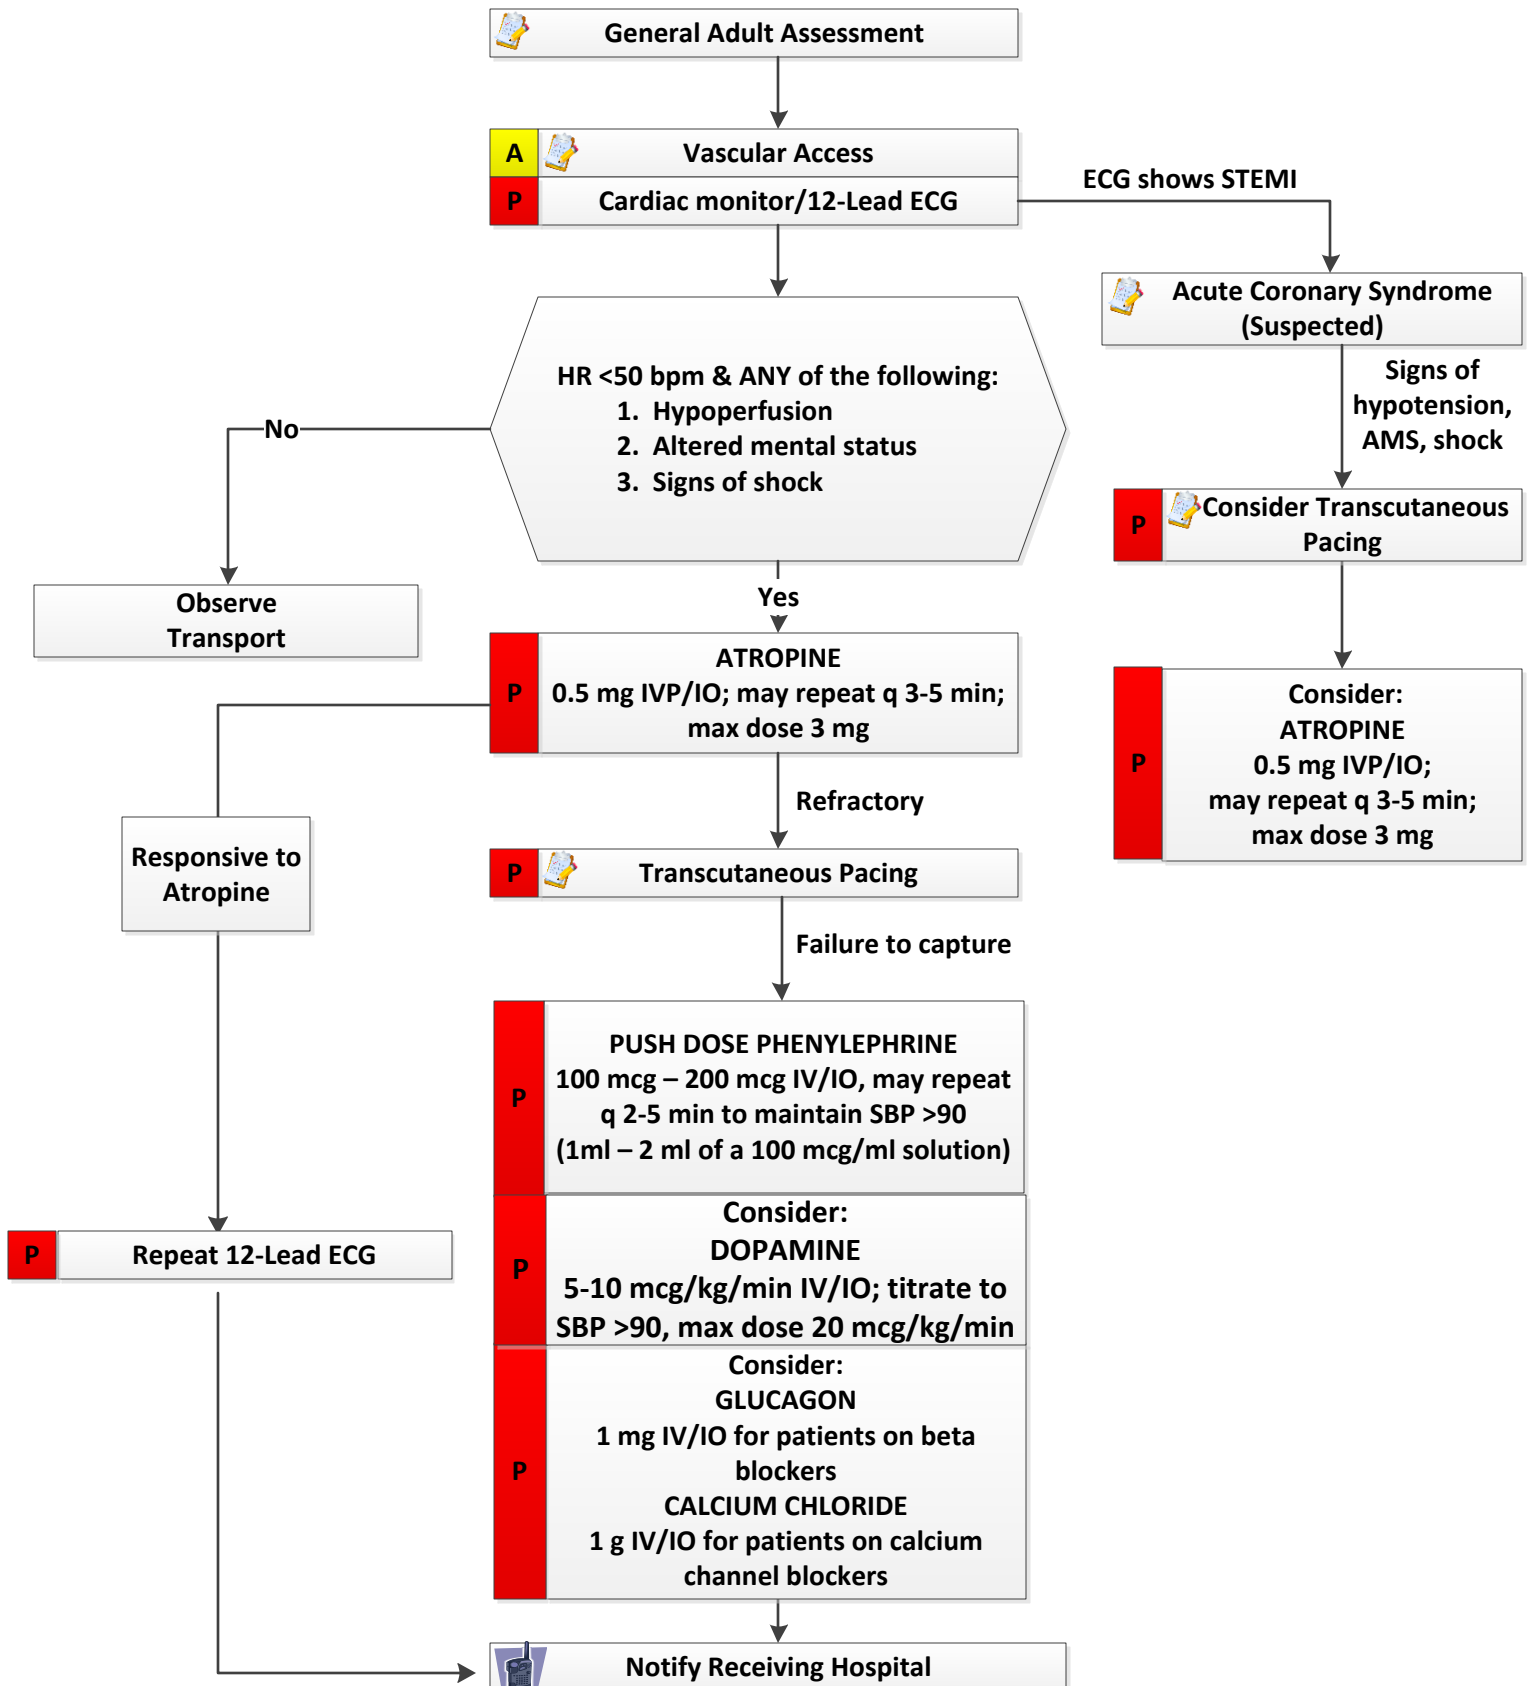 General Adult Assessment
A
Vascular Access
P
Cardiac monitor/12-Lead ECG
ECG shows STEMI
Acute Coronary Syndrome
(Suspected)
Signs of
hypotension,
AMS, shock
P
Consider Transcutaneous
Pacing
P
Consider:
ATROPINE
0.5 mg IVP/IO;
may repeat q 3-5 min;
max dose 3 mg
HR <50 bpm & ANY of the following:
1. Hypoperfusion
2. Altered mental status
3. Signs of shock
No
Observe
Transport
Yes
P
ATROPINE
0.5 mg IVP/IO; may repeat q 3-5 min;
max dose 3 mg
Responsive to
Atropine
P
Repeat 12-Lead ECG
Refractory
P
Transcutaneous Pacing
Failure to capture
P
PUSH DOSE PHENYLEPHRINE
100 mcg – 200 mcg IV/IO, may repeat
q 2-5 min to maintain SBP >90
(1ml – 2 ml of a 100 mcg/ml solution)
P
Consider:
DOPAMINE
5-10 mcg/kg/min IV/IO; titrate to
SBP >90, max dose 20 mcg/kg/min
P
Consider:
GLUCAGON
1 mg IV/IO for patients on beta
blockers
CALCIUM CHLORIDE
1 g IV/IO for patients on calcium
channel blockers
Notify Receiving Hospital